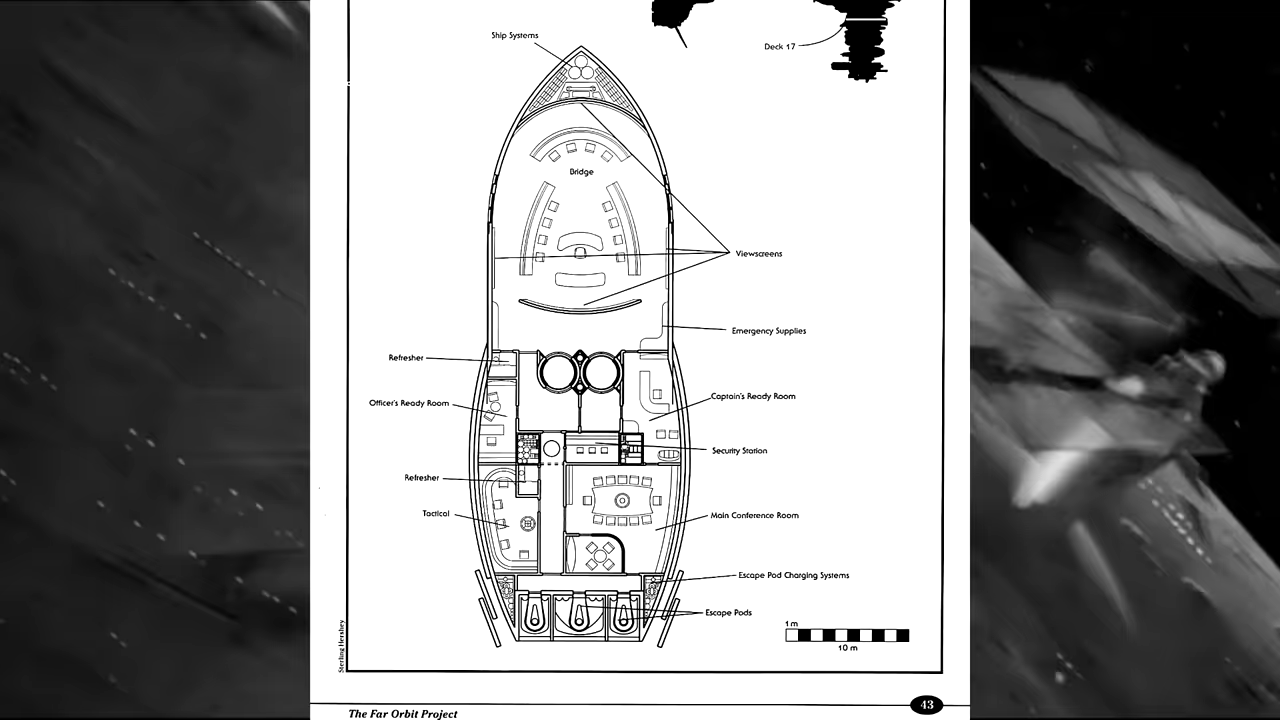 Ship Systems
Deck 17
Bridge
Viewscreens
Emergency Supplies
Refresher
Captain's Ready Room
Officer's Ready Room
Security Station
Refresher
Tactical
Main Conference Room
Escape Pod Charging Systems
Escape Pods
1 m
10 m
Sterling Hershey
43
The Far Orbit Project